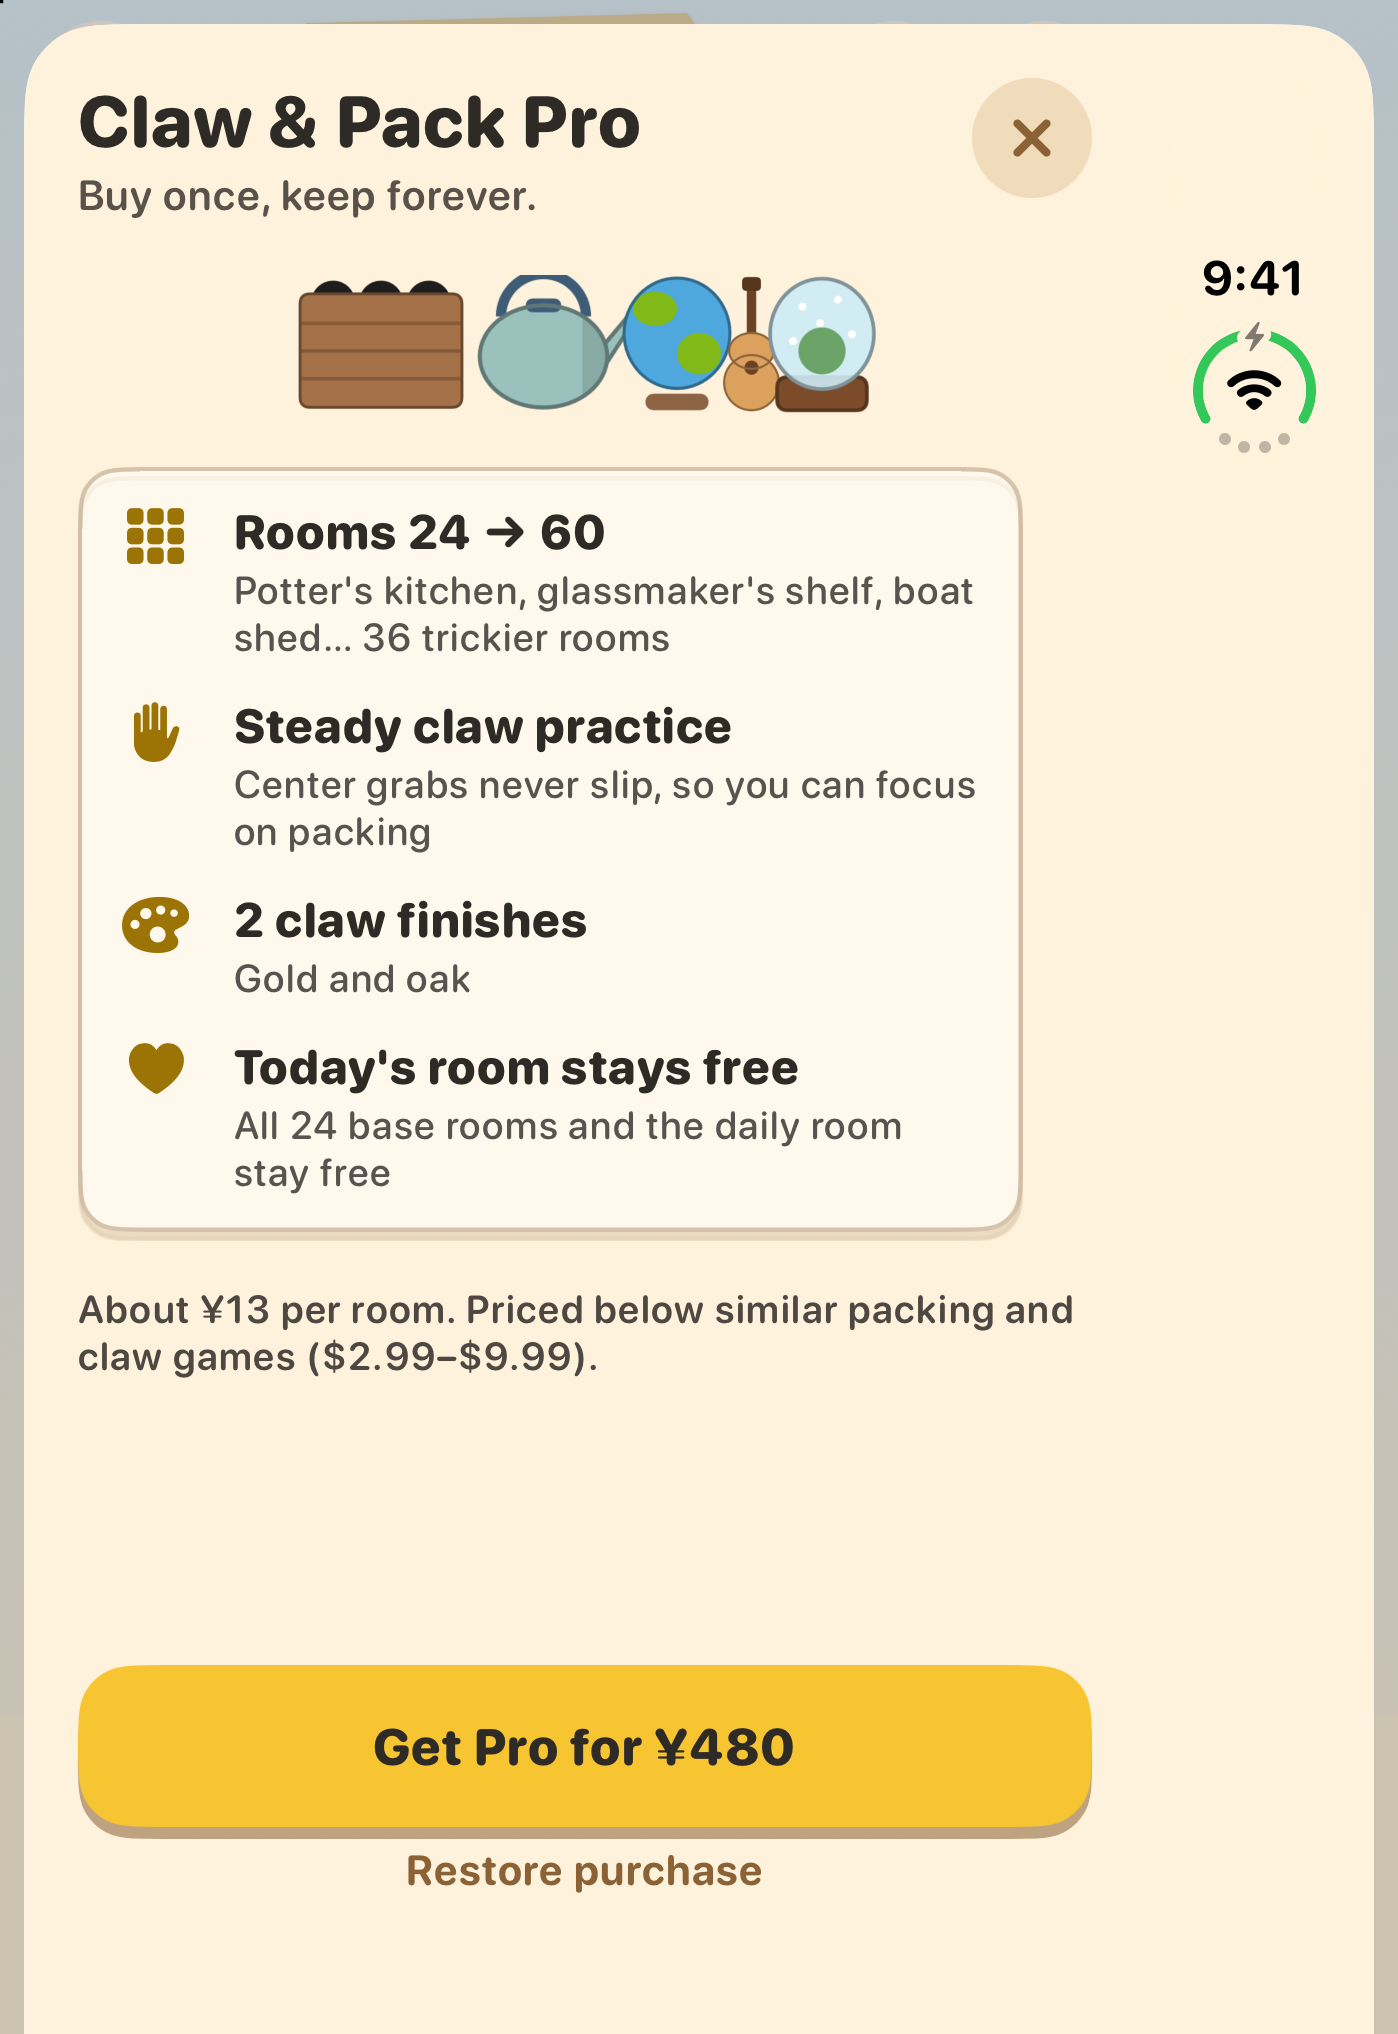 Claw & Pack Pro
Buy once, keep forever.
9:41
Rooms 24 → 60
Potter's kitchen, glassmaker's shelf, boat
shed... 36 trickier rooms
Steady claw practice
Center grabs never slip, so you can focus
on packing
2 claw finishes
Gold and oak
Today's room stays free
All 24 base rooms and the daily room
stay free
About ¥13 per room. Priced below similar packing and
claw games ($2.99–$9.99).
Get Pro for ¥480
Restore purchase